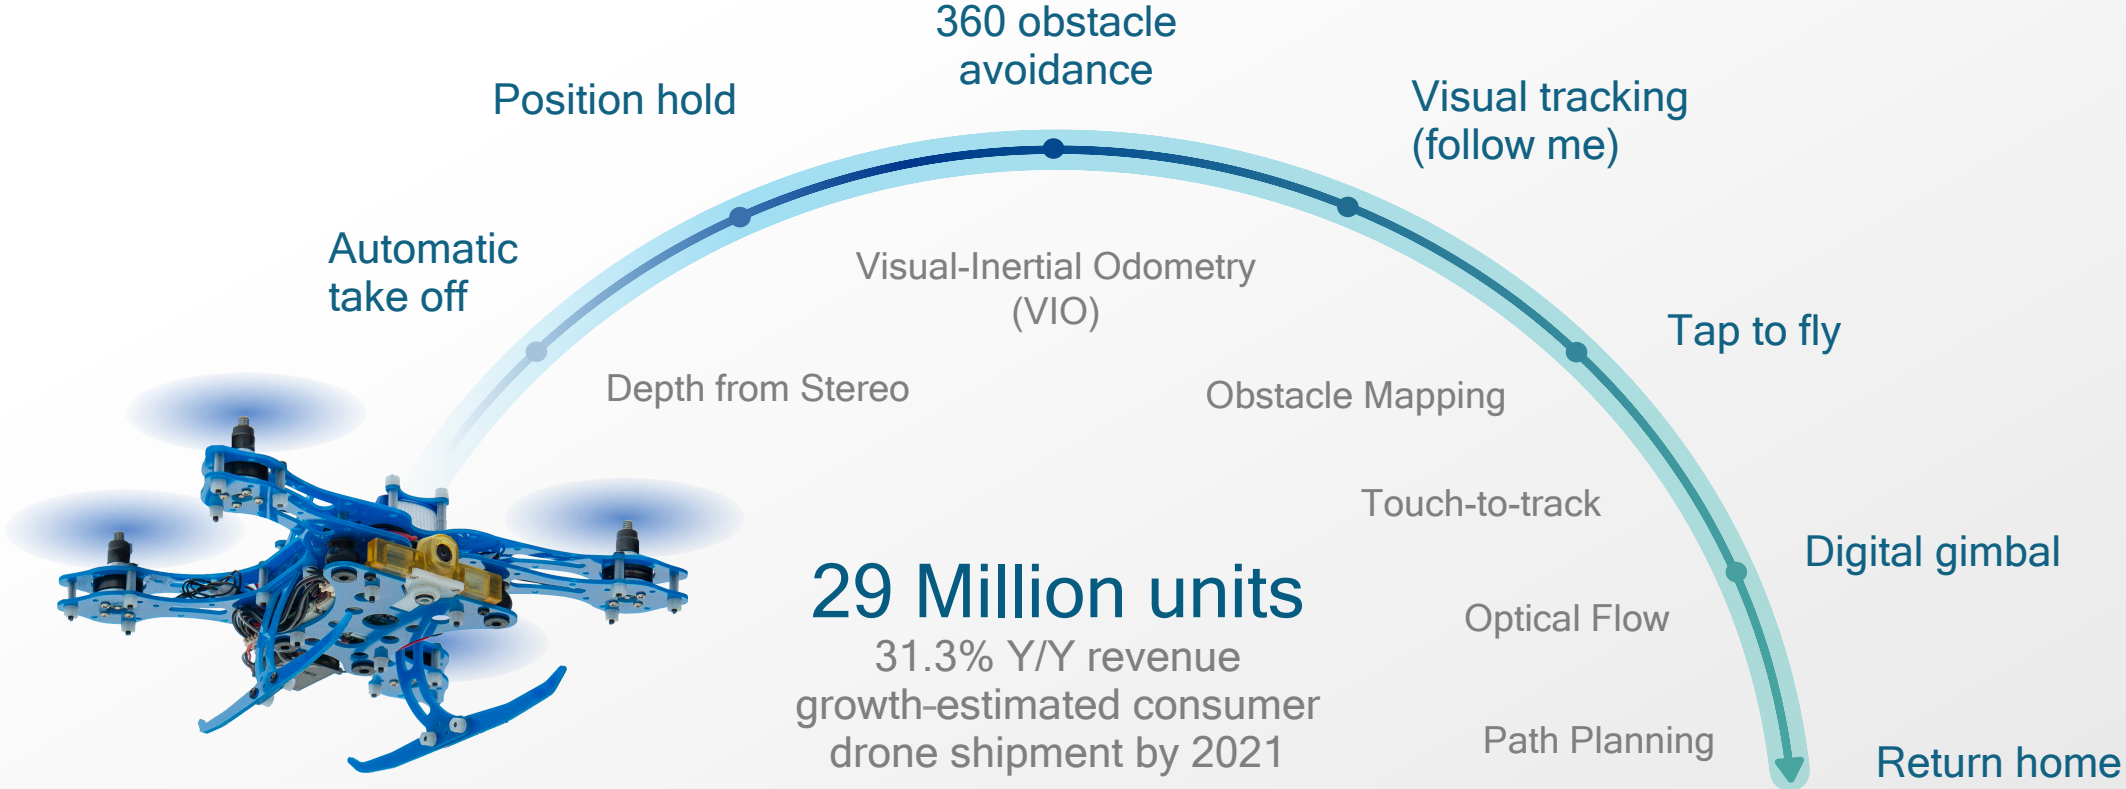 360 obstacle
avoidance
Position hold
Visual tracking
(follow me)
Automatic
take off
Visual-Inertial Odometry
(VIO)
Tap to fly
Depth from Stereo
Obstacle Mapping
Touch-to-track
Digital gimbal
29 Million units
31.3% Y/Y revenue
growth-estimated consumer
drone shipment by 2021
Optical Flow
Path Planning
Return home